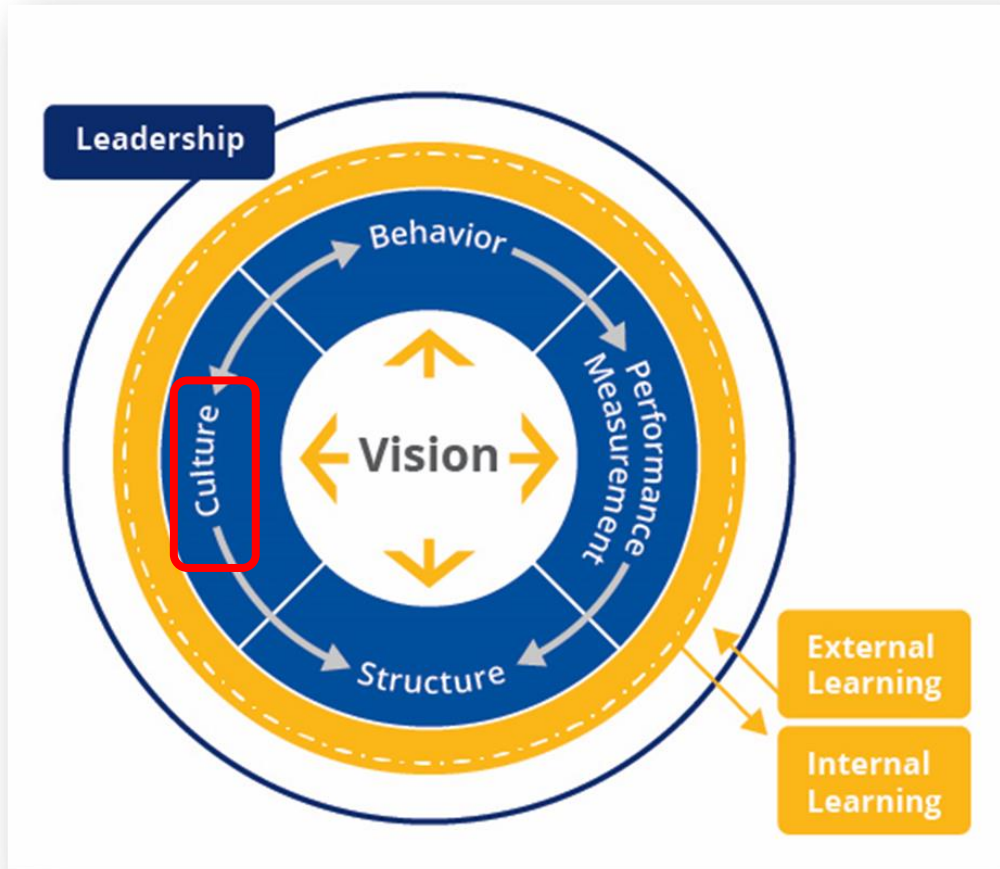 Leadership
Behavior
Culture
Vision
Performance
Measurement
Structure
External
Learning
Internal
Learning